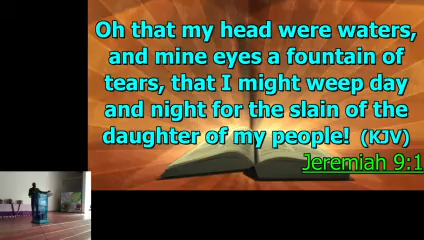 Oh that my head were waters,
and mine eyes a fountain of
tears, that I might weep day
and night for the slain of the
daughter of my people! (KJV)
Jeremiah 9:1